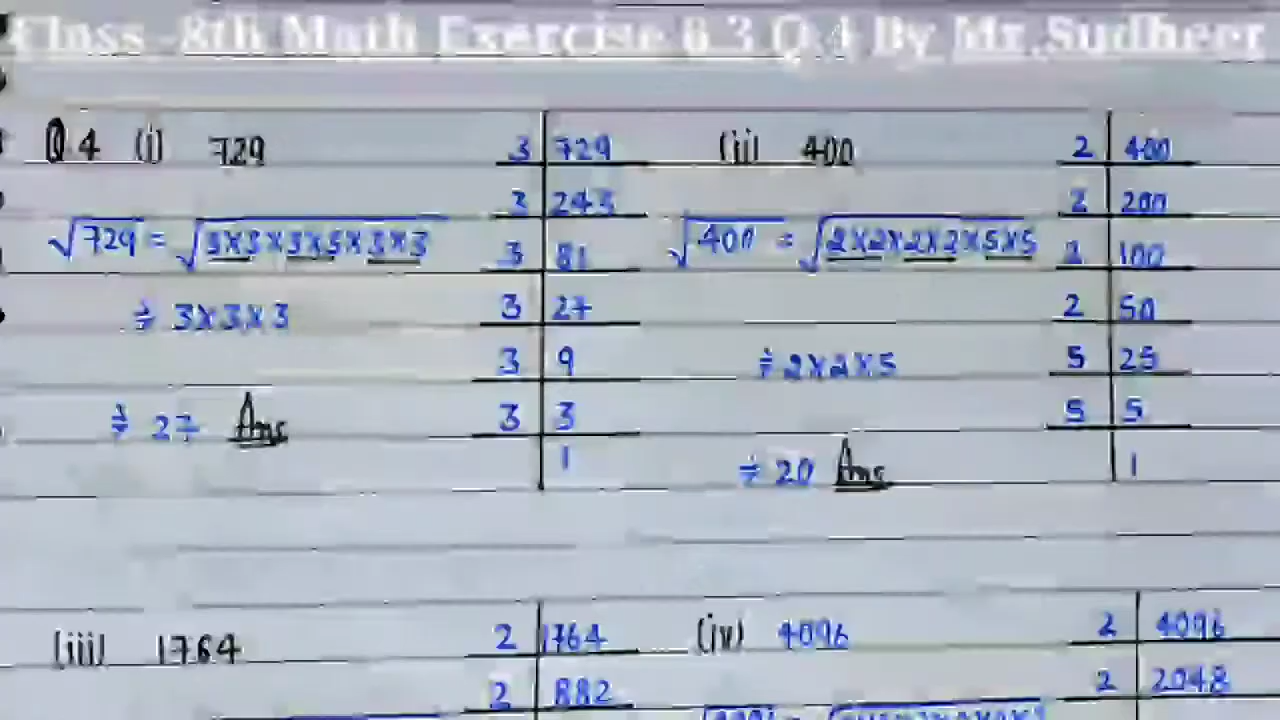 Class -8th Math Exercise 6.3 Q.4 By Mr.Sudheer
Q.4 (i) 729
3 | 729
3 | 243
3 | 81
3 | 27
3 | 9
3 | 3
1
√729 = √3×3×3×3×3×3
= 3×3×3
= 27 Ans
(ii) 400
2 | 400
2 | 200
2 | 100
2 | 50
5 | 25
5 | 5
1
√400 = √2×2×2×2×5×5
= 2×2×5
= 20 Ans
(iii) 1764
2 | 1764
2 | 882
(iv) 4096
2 | 4096
2 | 2048